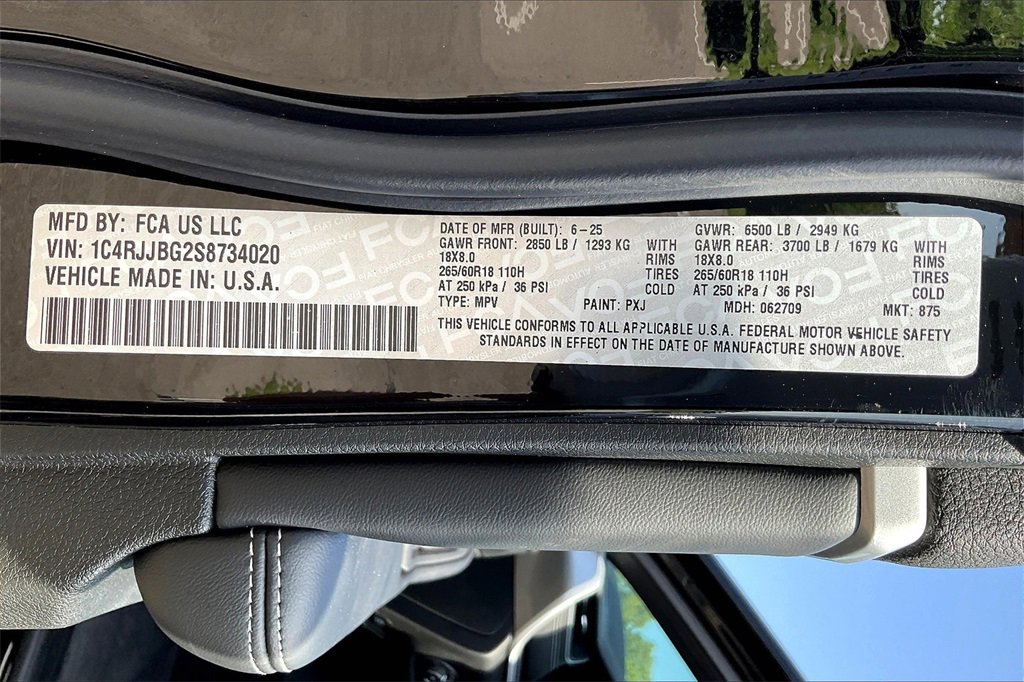 MFD BY: FCA US LLC
VIN: 1C4RJJBG2S8734020
VEHICLE MADE IN: U.S.A.
DATE OF MFR (BUILT): 6-25
GAWR FRONT: 2850 LB / 1293 KG WITH
18X8.0 RIMS
265/60R18 110H TIRES
AT 250 kPa / 36 PSI COLD
TYPE: MPV PAINT: PXJ
GVWR: 6500 LB / 2949 KG
GAWR REAR: 3700 LB / 1679 KG WITH
18X8.0 RIMS
265/60R18 110H TIRES
AT 250 kPa / 36 PSI COLD
MDH: 062709 MKT: 875
THIS VEHICLE CONFORMS TO ALL APPLICABLE U.S.A. FEDERAL MOTOR VEHICLE SAFETY
STANDARDS IN EFFECT ON THE DATE OF MANUFACTURE SHOWN ABOVE.